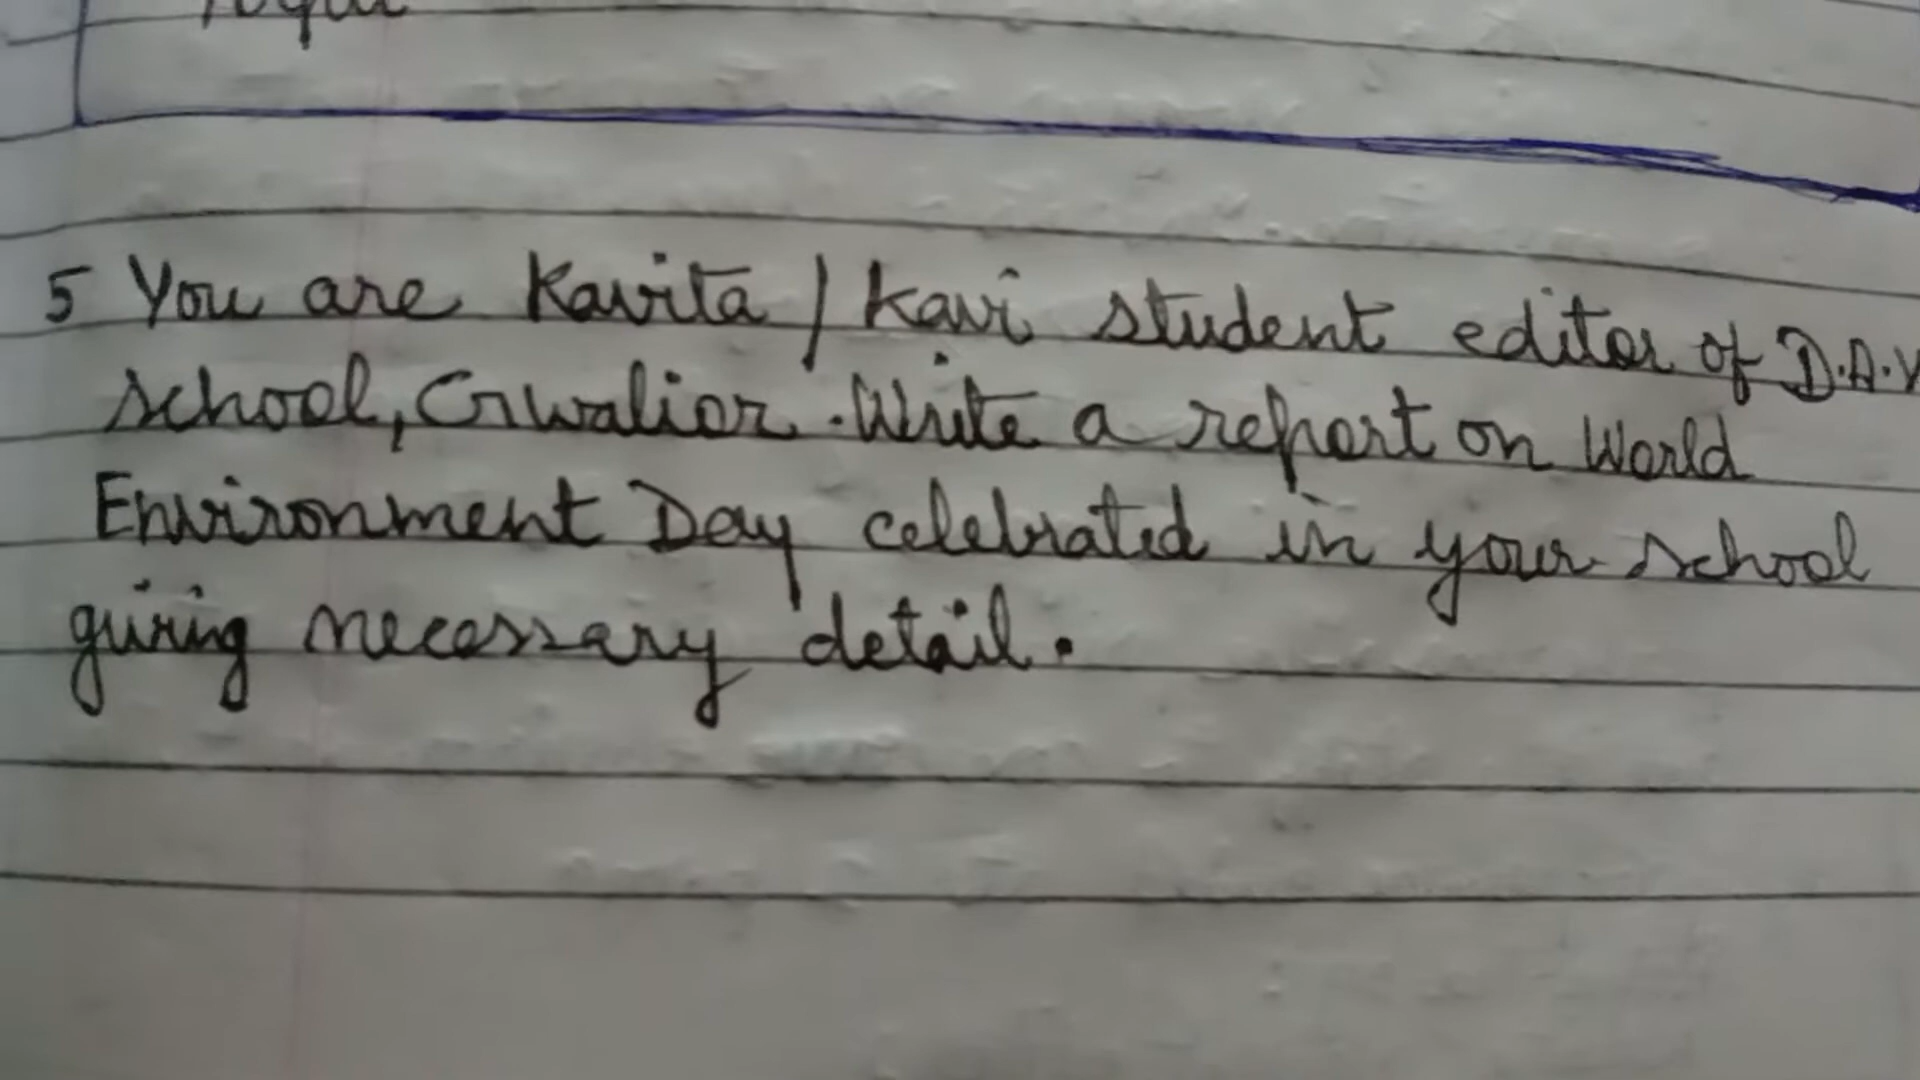 5 You are Kavita / Kavi student editor of D.A.V
school, Gwalior. Write a report on World
Environment Day celebrated in your school
giving necessary detail.